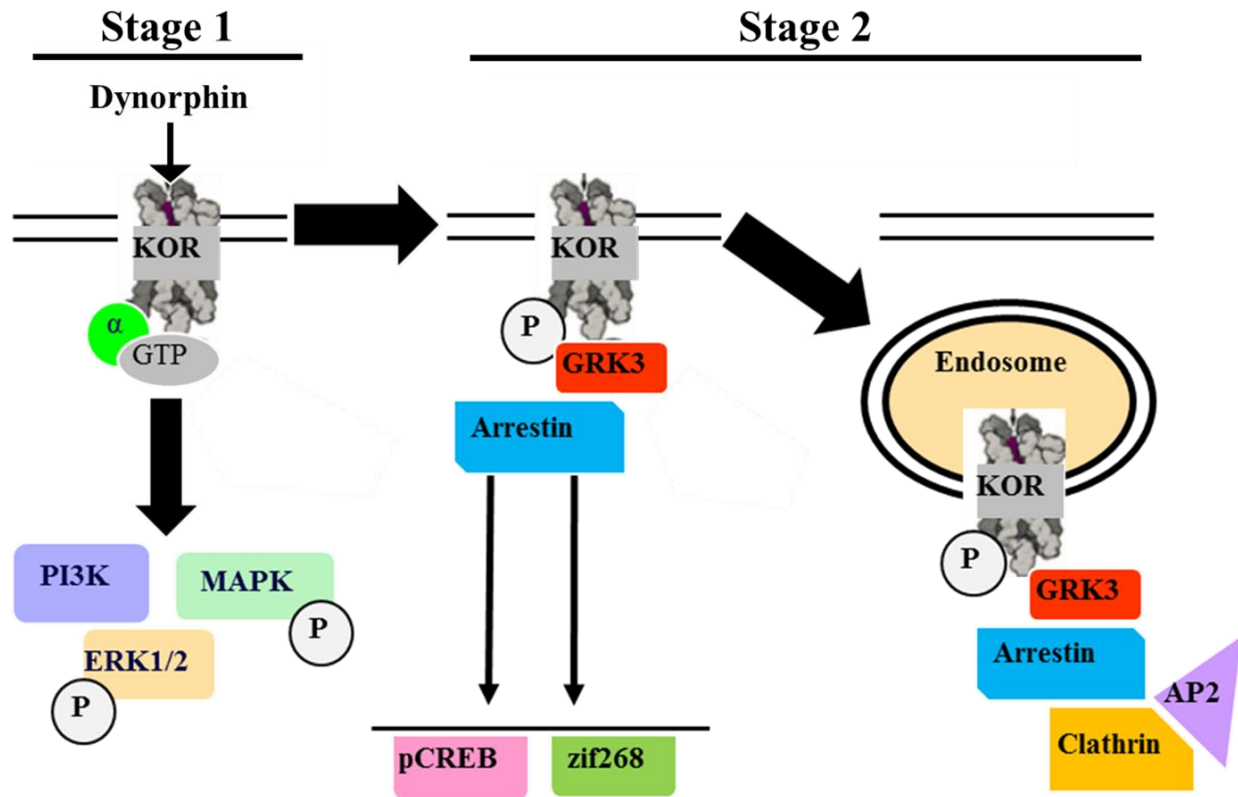 Stage 1
Dynorphin
KOR
α
GTP
PI3K
MAPK
P
ERK1/2
P
Stage 2
KOR
P
GRK3
Arrestin
pCREB
zif268
Endosome
KOR
P
GRK3
Arrestin
AP2
Clathrin